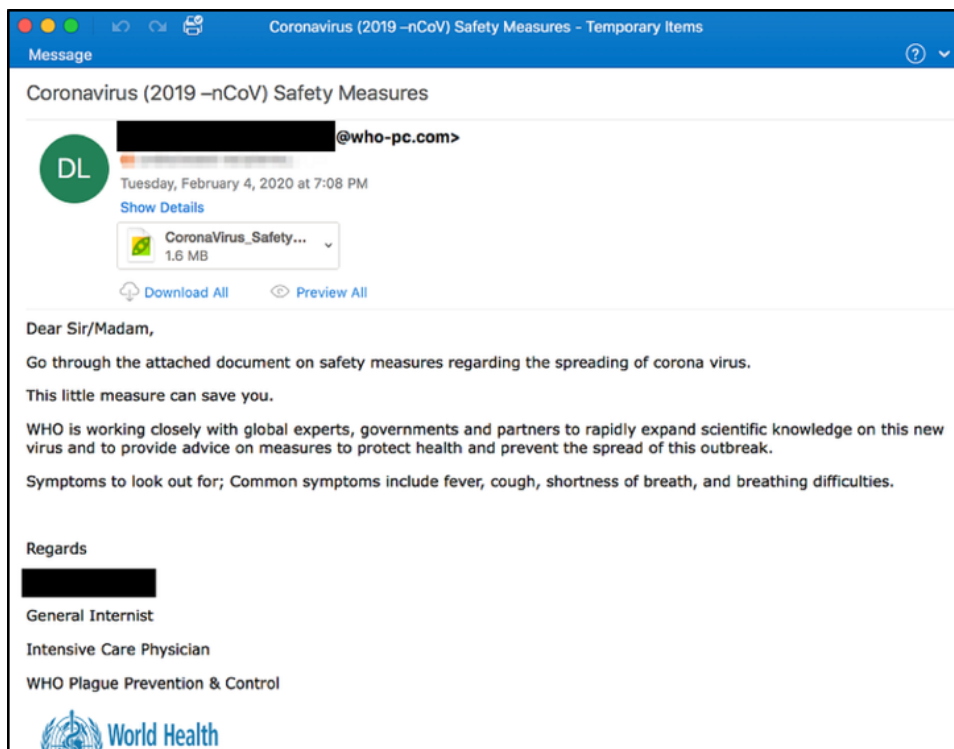 Coronavirus (2019 –nCoV) Safety Measures - Temporary Items
Message
?
Coronavirus (2019 –nCoV) Safety Measures
@who-pc.com>
DL
Tuesday, February 4, 2020 at 7:08 PM
Show Details
CoronaVirus_Safety...
1.6 MB
Download All Preview All
Dear Sir/Madam,
Go through the attached document on safety measures regarding the spreading of corona virus.
This little measure can save you.
WHO is working closely with global experts, governments and partners to rapidly expand scientific knowledge on this new
virus and to provide advice on measures to protect health and prevent the spread of this outbreak.
Symptoms to look out for; Common symptoms include fever, cough, shortness of breath, and breathing difficulties.
Regards
General Internist
Intensive Care Physician
WHO Plague Prevention & Control
World Health